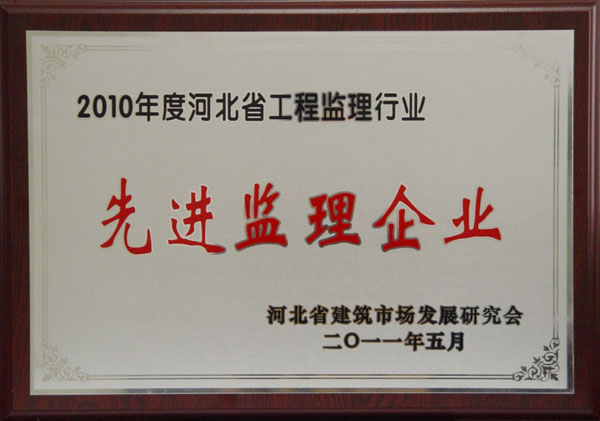 2010年度河北省工程监理行业
先进监理企业
河北省建筑市场发展研究会
二〇一一年五月